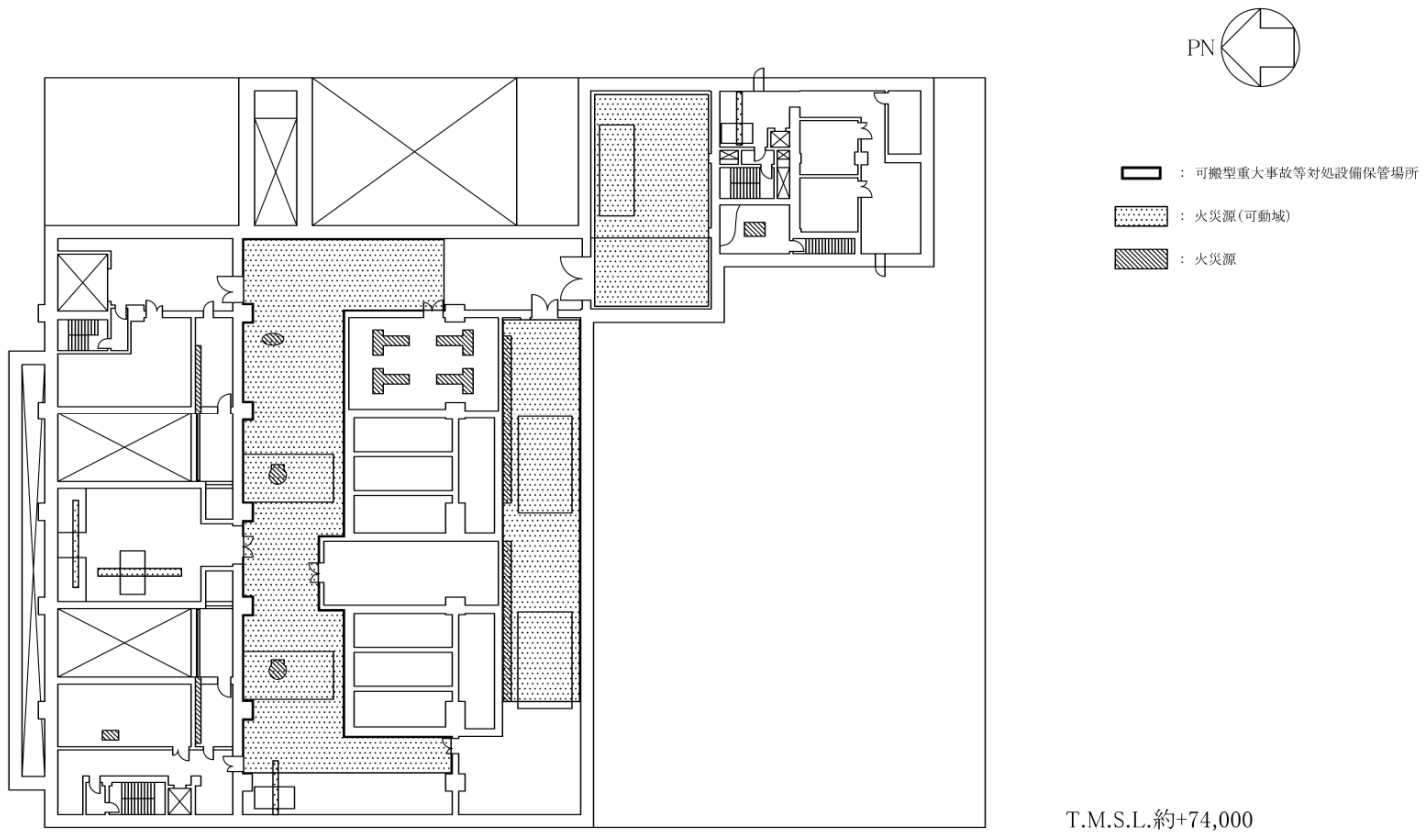 PN
： 可搬型重大事故等対処設備保管場所
： 火災源(可動域)
： 火災源
T.M.S.L.約+74,000